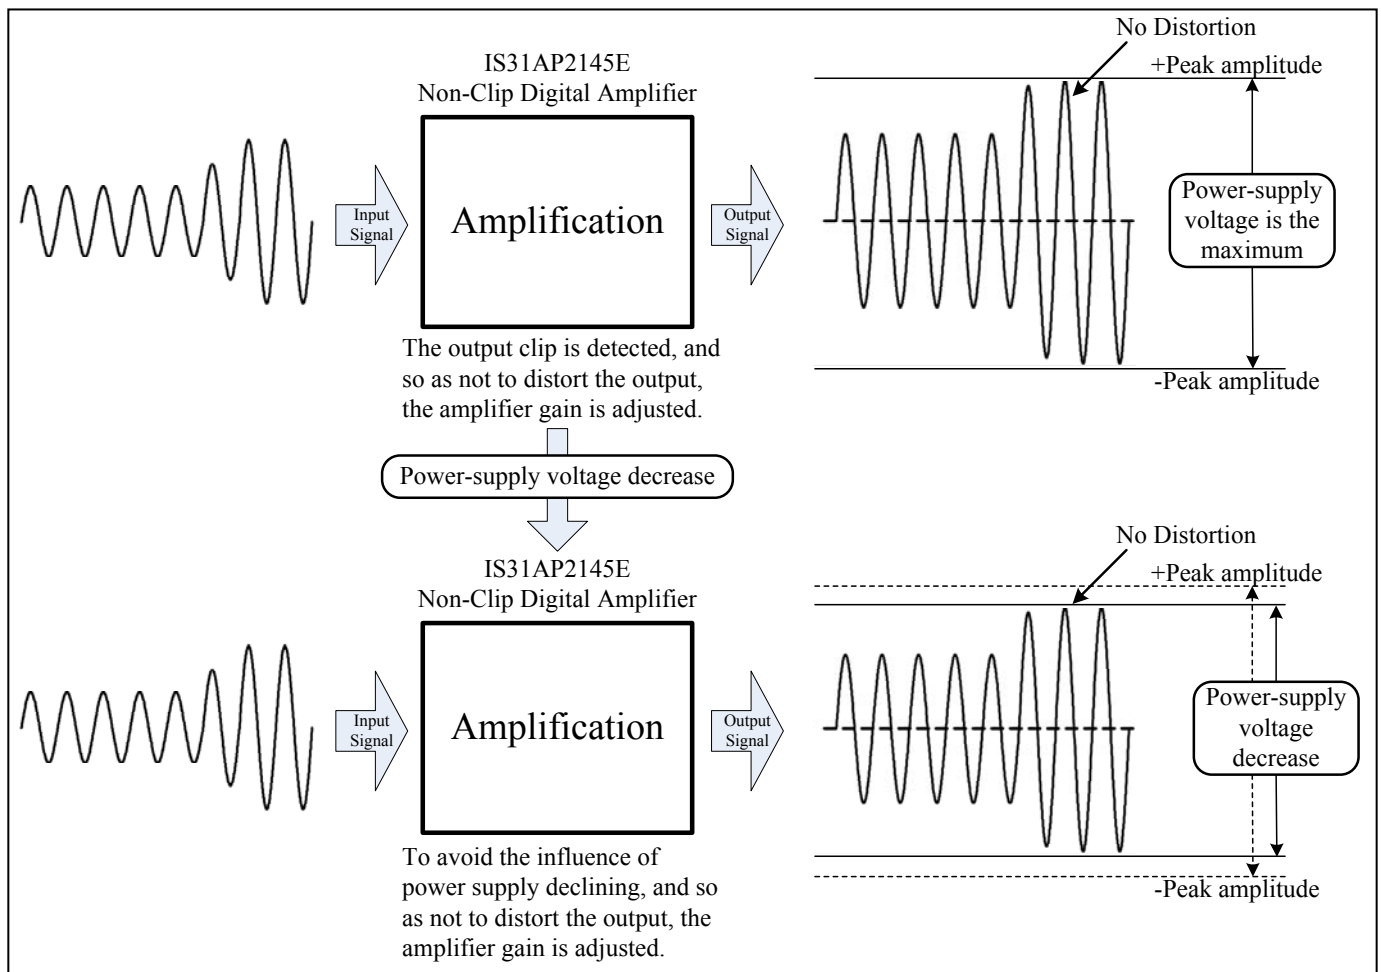 No Distortion
IS31AP2145E
Non-Clip Digital Amplifier
+Peak amplitude
Input
Signal
Amplification
Output
Signal
Power-supply
voltage is the
maximum
The output clip is detected, and
so as not to distort the output,
the amplifier gain is adjusted.
-Peak amplitude
Power-supply voltage decrease
No Distortion
IS31AP2145E
Non-Clip Digital Amplifier
+Peak amplitude
Input
Signal
Amplification
Output
Signal
Power-supply
voltage
decrease
To avoid the influence of
power supply declining, and so
as not to distort the output, the
amplifier gain is adjusted.
-Peak amplitude